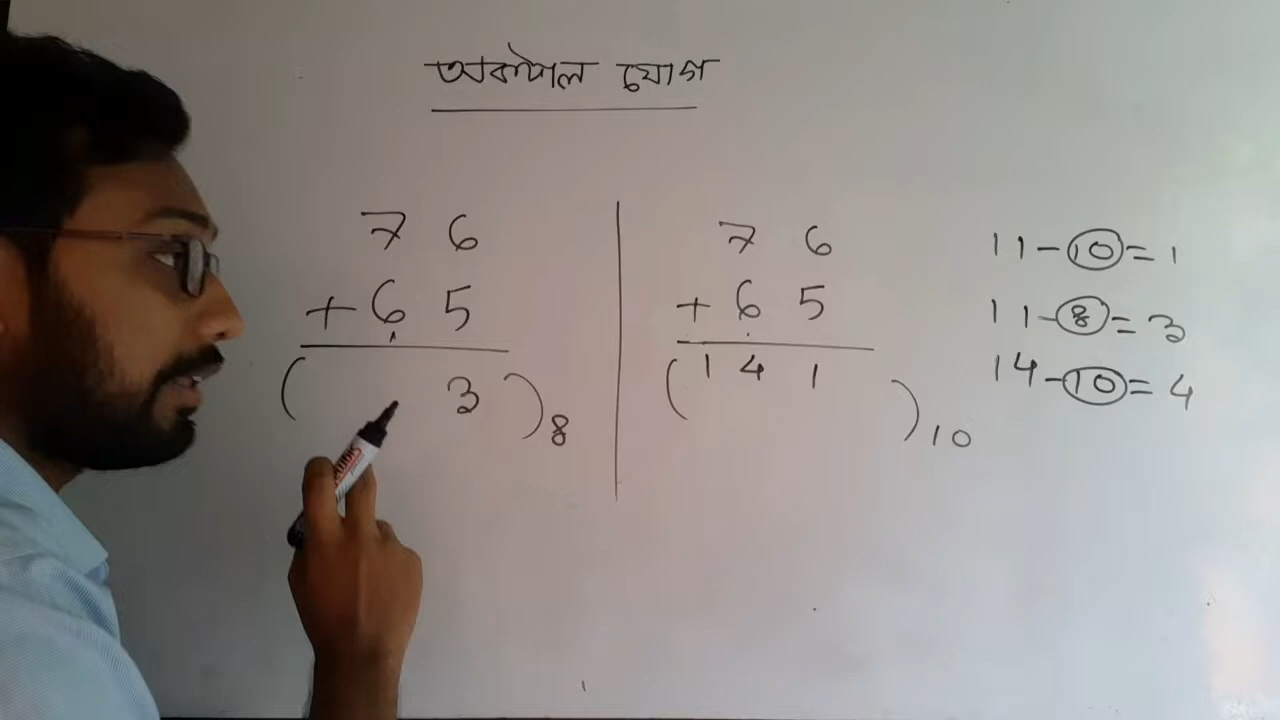 অকটাল যোগ
7 6
+ 6 5
( 3 )8
7 6
+ 6 5
( 1 4 1 )10
11-10=1
11-8=3
14-10=4